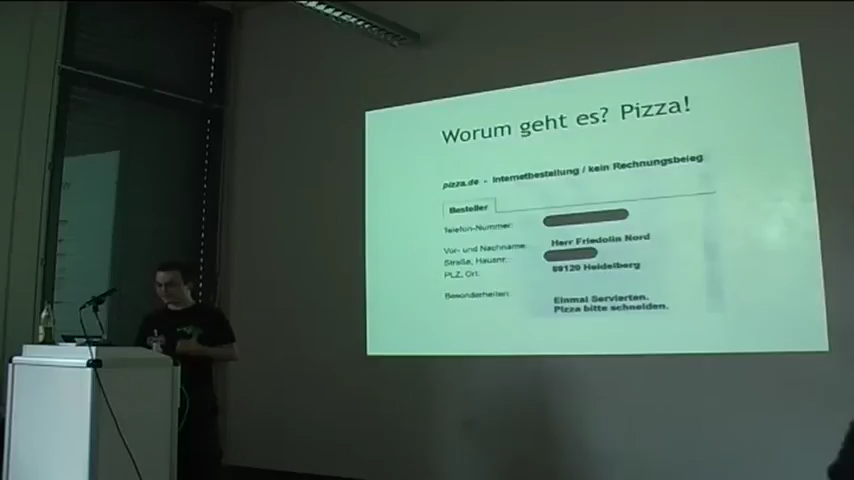 Worum geht es? Pizza!
pizza.de - Internetbestellung / kein Rechnungsbeleg
Besteller
Telefon-Nummer:
Vor- und Nachname: Herr Friedolin Nord
Straße, Hausnr.:
PLZ, Ort: 69120 Heidelberg
Besonderheiten: Einmal Servierten.
Pizza bitte schneiden.